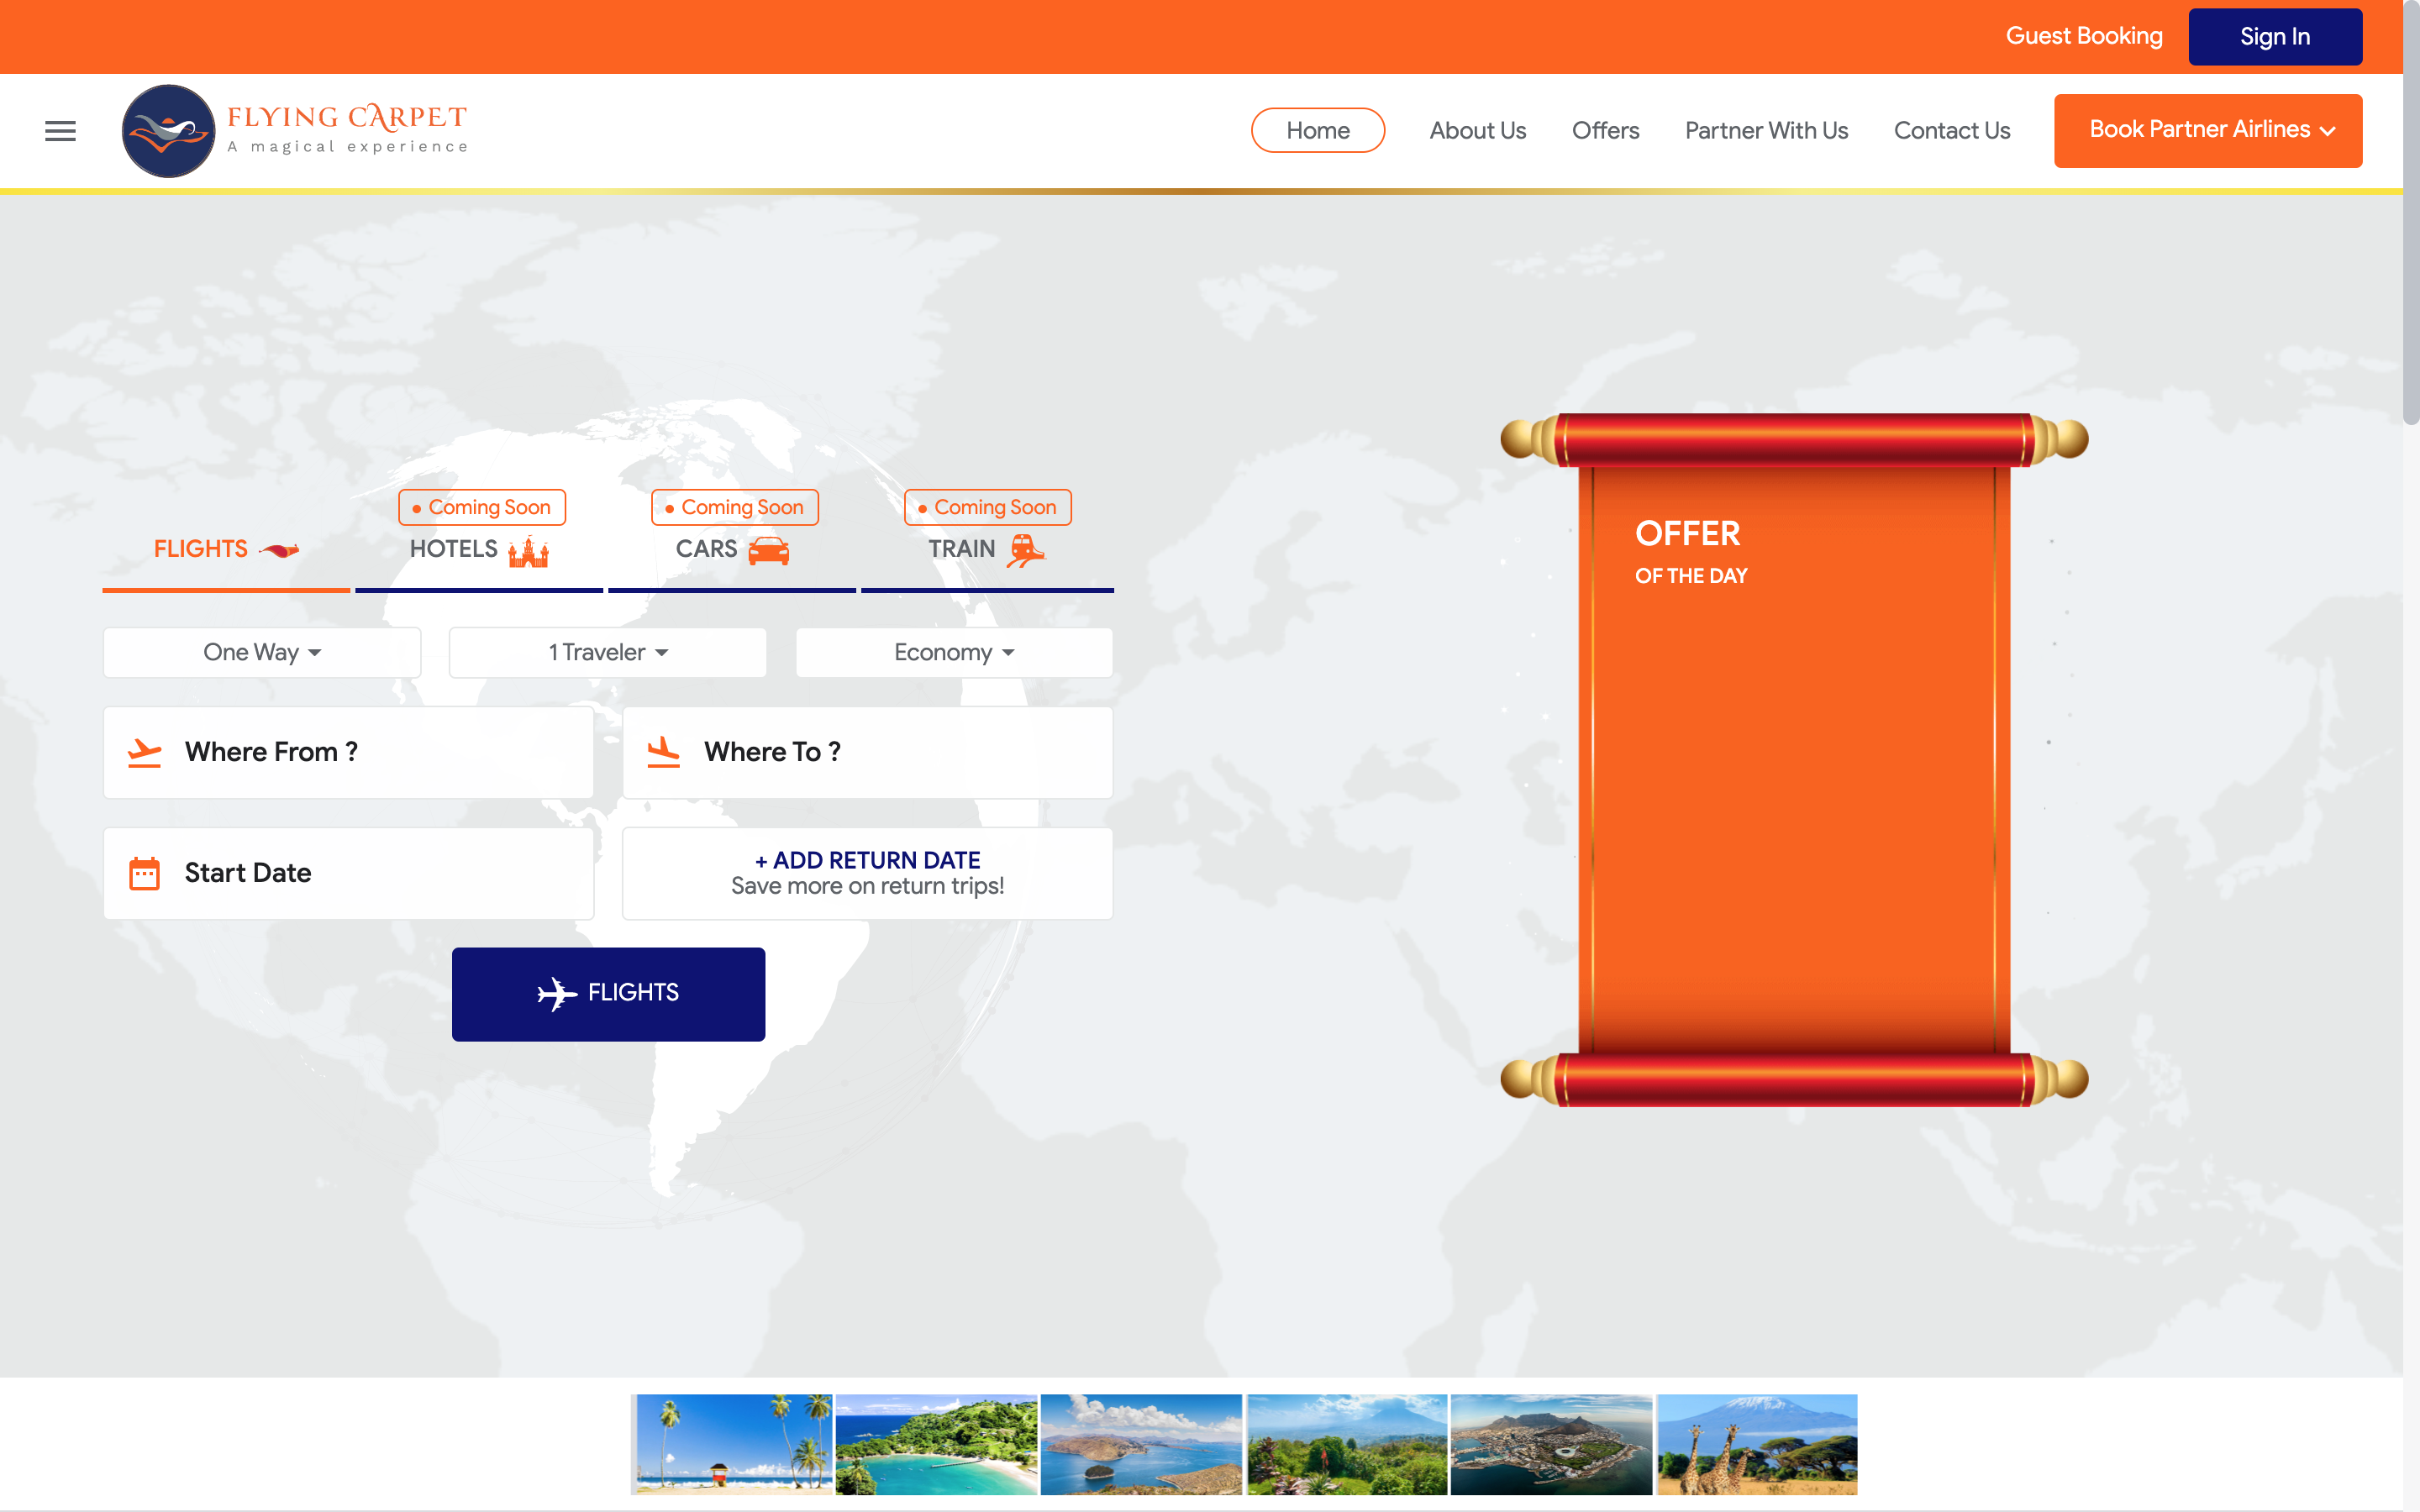 Guest Booking
Sign In
FLYING CARPET
A magical experience
Home
About Us
Offers
Partner With Us
Contact Us
Book Partner Airlines
Coming Soon
Coming Soon
Coming Soon
FLIGHTS
HOTELS
CARS
TRAIN
One Way
1 Traveler
Economy
Where From ?
Where To ?
Start Date
+ ADD RETURN DATE
Save more on return trips!
FLIGHTS
OFFER
OF THE DAY